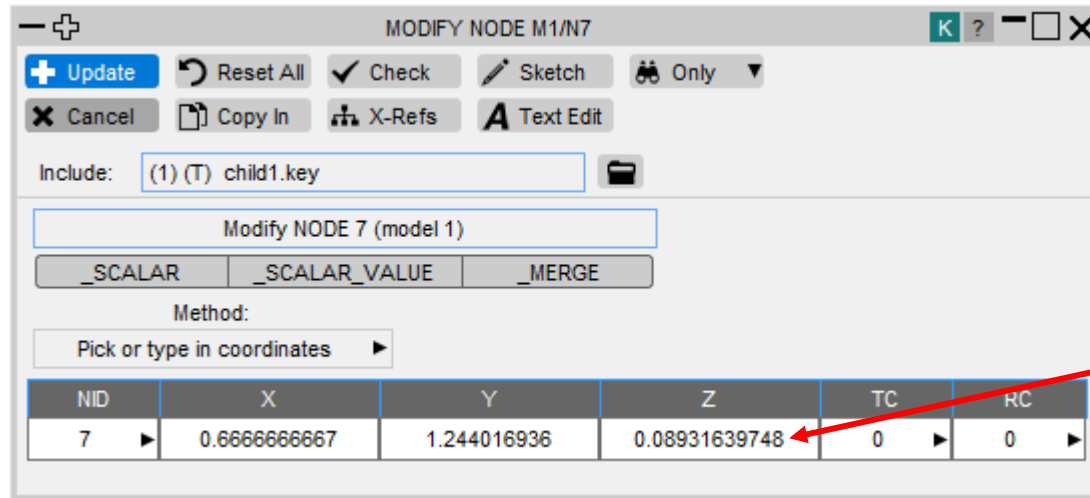 MODIFY NODE M1/N7 K ?
Update Reset All Check Sketch Only
Cancel Copy In X-Refs A Text Edit
Include: (1) (T) child1.key
Modify NODE 7 (model 1)
_SCALAR _SCALAR_VALUE _MERGE
Method:
Pick or type in coordinates
NID X Y Z TC RC
7 0.6666666667 1.244016936 0.08931639748 0 0